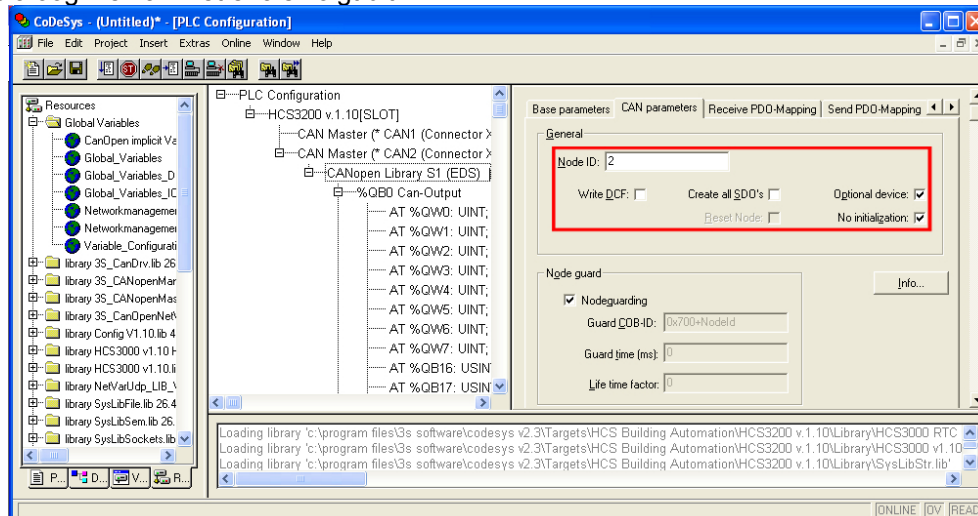 CoDeSys - (Untitled)* - [PLC Configuration]
File Edit Project Insert Extras Online Window Help
Resources
Global Variables
CanOpen implicit Va
Global_Variables
Global_Variables_D
Global_Variables_IC
Networkmanagemer
Networkmanagemer
Variable_Configurati
library 3S_CanDrv.lib 26
library 3S_CANopenMar
library 3S_CANopenMas
library 3S_CanOpenNet
library Config V1.10.lib 4
library HCS3000 v1.10 H
library HCS3000 v1.10.li
library NetVarUdp_LIB_V
library SysLibFile.lib 26.4
library SysLibSem.lib 26.
library SysLibSockets.lib
P... D... V... R...
PLC Configuration
HCS3200 v.1.10[SLOT]
CAN Master (* CAN1 (Connector X
CAN Master (* CAN2 (Connector X
CANopen Library S1 (EDS)
%QB0 Can-Output
AT %QW0: UINT;
AT %QW1: UINT;
AT %QW2: UINT;
AT %QW3: UINT;
AT %QW4: UINT;
AT %QW5: UINT;
AT %QW6: UINT;
AT %QW7: UINT;
AT %QB16: USIN
AT %QB17: USIN
Base parameters CAN parameters Receive PDO-Mapping Send PDO-Mapping
General
Node ID: 2
Write DCF: Create all SDO's Optional device:
Reset Node: No initialization:
Node guard
Nodeguarding
Guard COB-ID: 0x700+NodeId
Guard time (ms): 0
Life time factor: 0
Info...
Loading library 'c:\program files\3s software\codesys v2.3\Targets\HCS Building Automation\HCS3200 v.1.10\Library\HCS3000 RTC
Loading library 'c:\program files\3s software\codesys v2.3\Targets\HCS Building Automation\HCS3200 v.1.10\Library\HCS3000 v1.10
Loading library 'c:\program files\3s software\codesys v2.3\Targets\HCS Building Automation\HCS3200 v.1.10\Library\SysLibStr.lib'
ONLINE OV READ